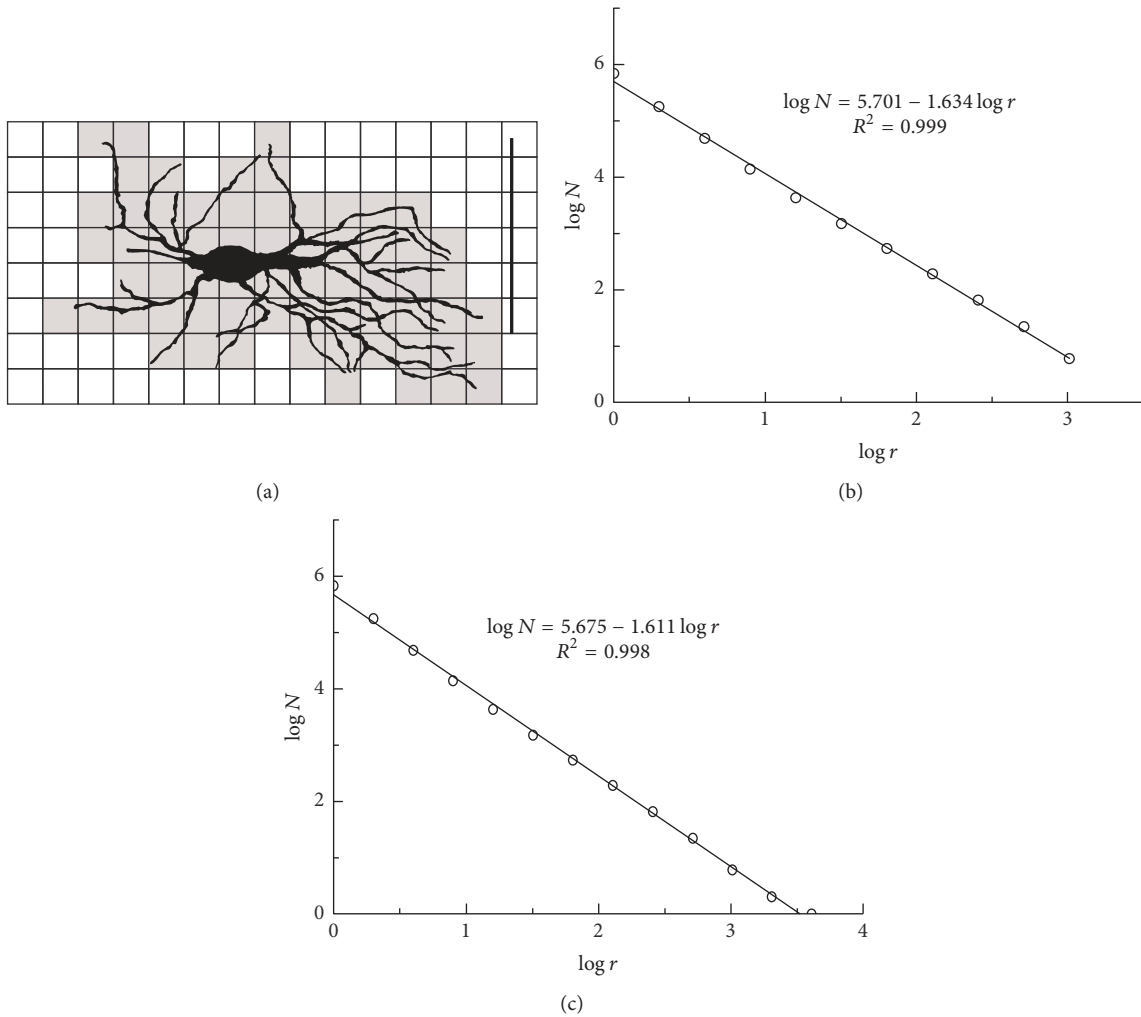 (a)
6
4
2
0
log N
log N = 5.701 − 1.634 log r
R² = 0.999
0 1 2 3
log r
(b)
6
4
2
0
log N
log N = 5.675 − 1.611 log r
R² = 0.998
0 1 2 3 4
log r
(c)